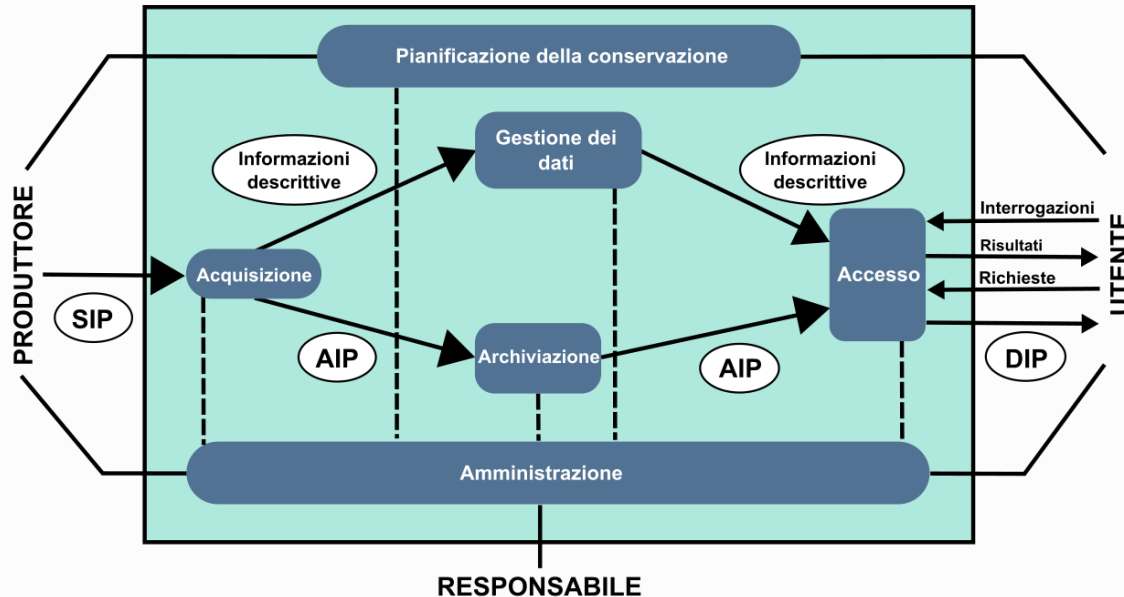 Pianificazione della conservazione
Gestione dei
dati
Informazioni
descrittive
Informazioni
descrittive
Interrogazioni
Risultati
Richieste
Accesso
Acquisizione
PRODUTTORE
UTENTE
SIP
AIP
Archiviazione
AIP
DIP
Amministrazione
RESPONSABILE